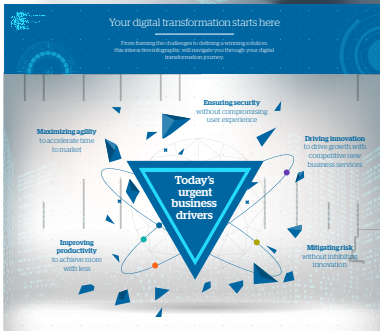 Your digital transformation starts here
From framing the challenges to defining a winning solution,
this interactive infographic will navigate you through your digital
transformation journey.
Ensuring security
without compromising
user experience
Maximizing agility
to accelerate time
to market
Driving innovation
to drive growth with
competitive new
business services
Today's
urgent
business
drivers
Improving
productivity
to achieve more
with less
Mitigating risk
without inhibiting
innovation